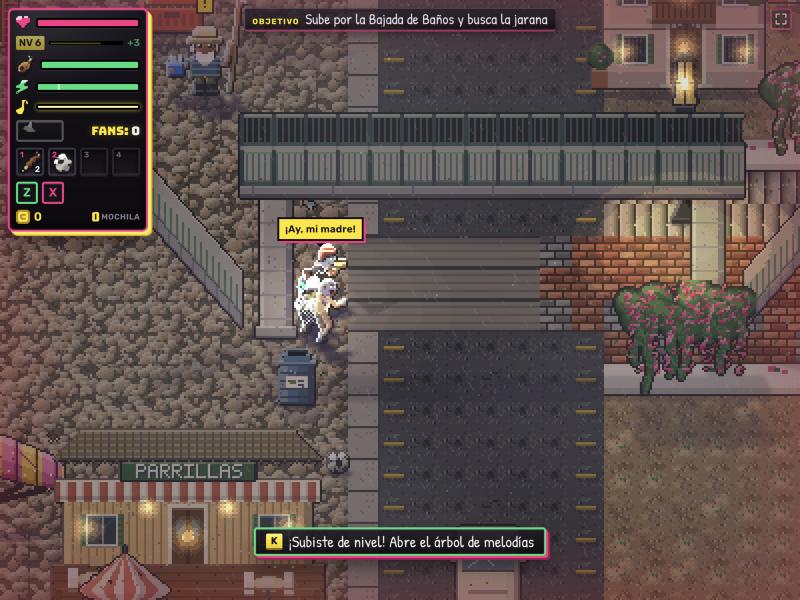 OBJETIVO Sube por la Bajada de Baños y busca la jarana
NV 6 +3
FANS: 0
1 2 2 3 4
Z X
C 0 I MOCHILA
¡Ay, mi madre!
PARRILLAS
K ¡Subiste de nivel! Abre el árbol de melodías